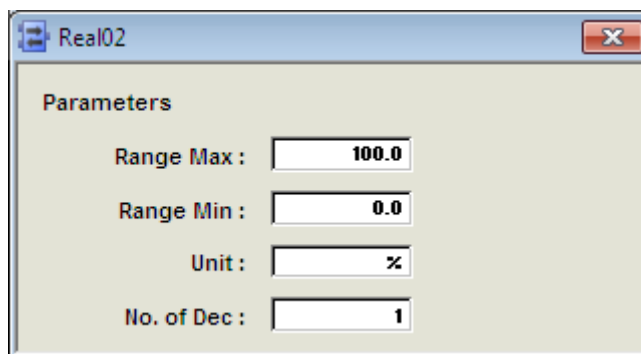 Real02
Parameters
Range Max : 100.0
Range Min : 0.0
Unit : %
No. of Dec : 1